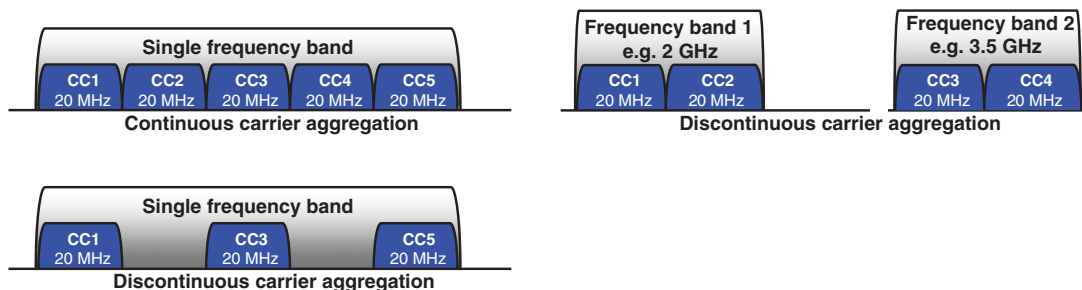 Single frequency band
CC1 CC2 CC3 CC4 CC5
20 MHz 20 MHz 20 MHz 20 MHz 20 MHz
Continuous carrier aggregation
Frequency band 1
e.g. 2 GHz
CC1 CC2
20 MHz 20 MHz
Frequency band 2
e.g. 3.5 GHz
CC3 CC4
20 MHz 20 MHz
Discontinuous carrier aggregation
Single frequency band
CC1 CC3 CC5
20 MHz 20 MHz 20 MHz
Discontinuous carrier aggregation